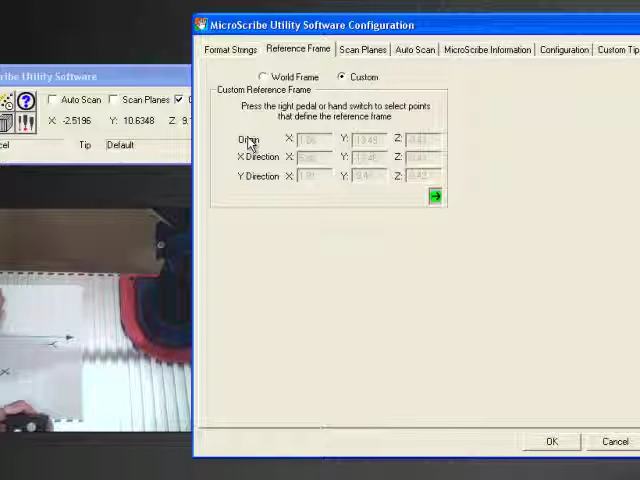 MicroScribe Utility Software Configuration
Format Strings Reference Frame Scan Planes Auto Scan MicroScribe Information Configuration Custom Tip
World Frame Custom
Custom Reference Frame
Press the right pedal or hand switch to select points
that define the reference frame
Origin X: Y: Z:
X Direction X: Y: Z:
Y Direction X: Y: Z:
OK Cancel
ribe Utility Software
Auto Scan Scan Planes
X -2.5196 Y: 10.6348 Z
Tip Default
X